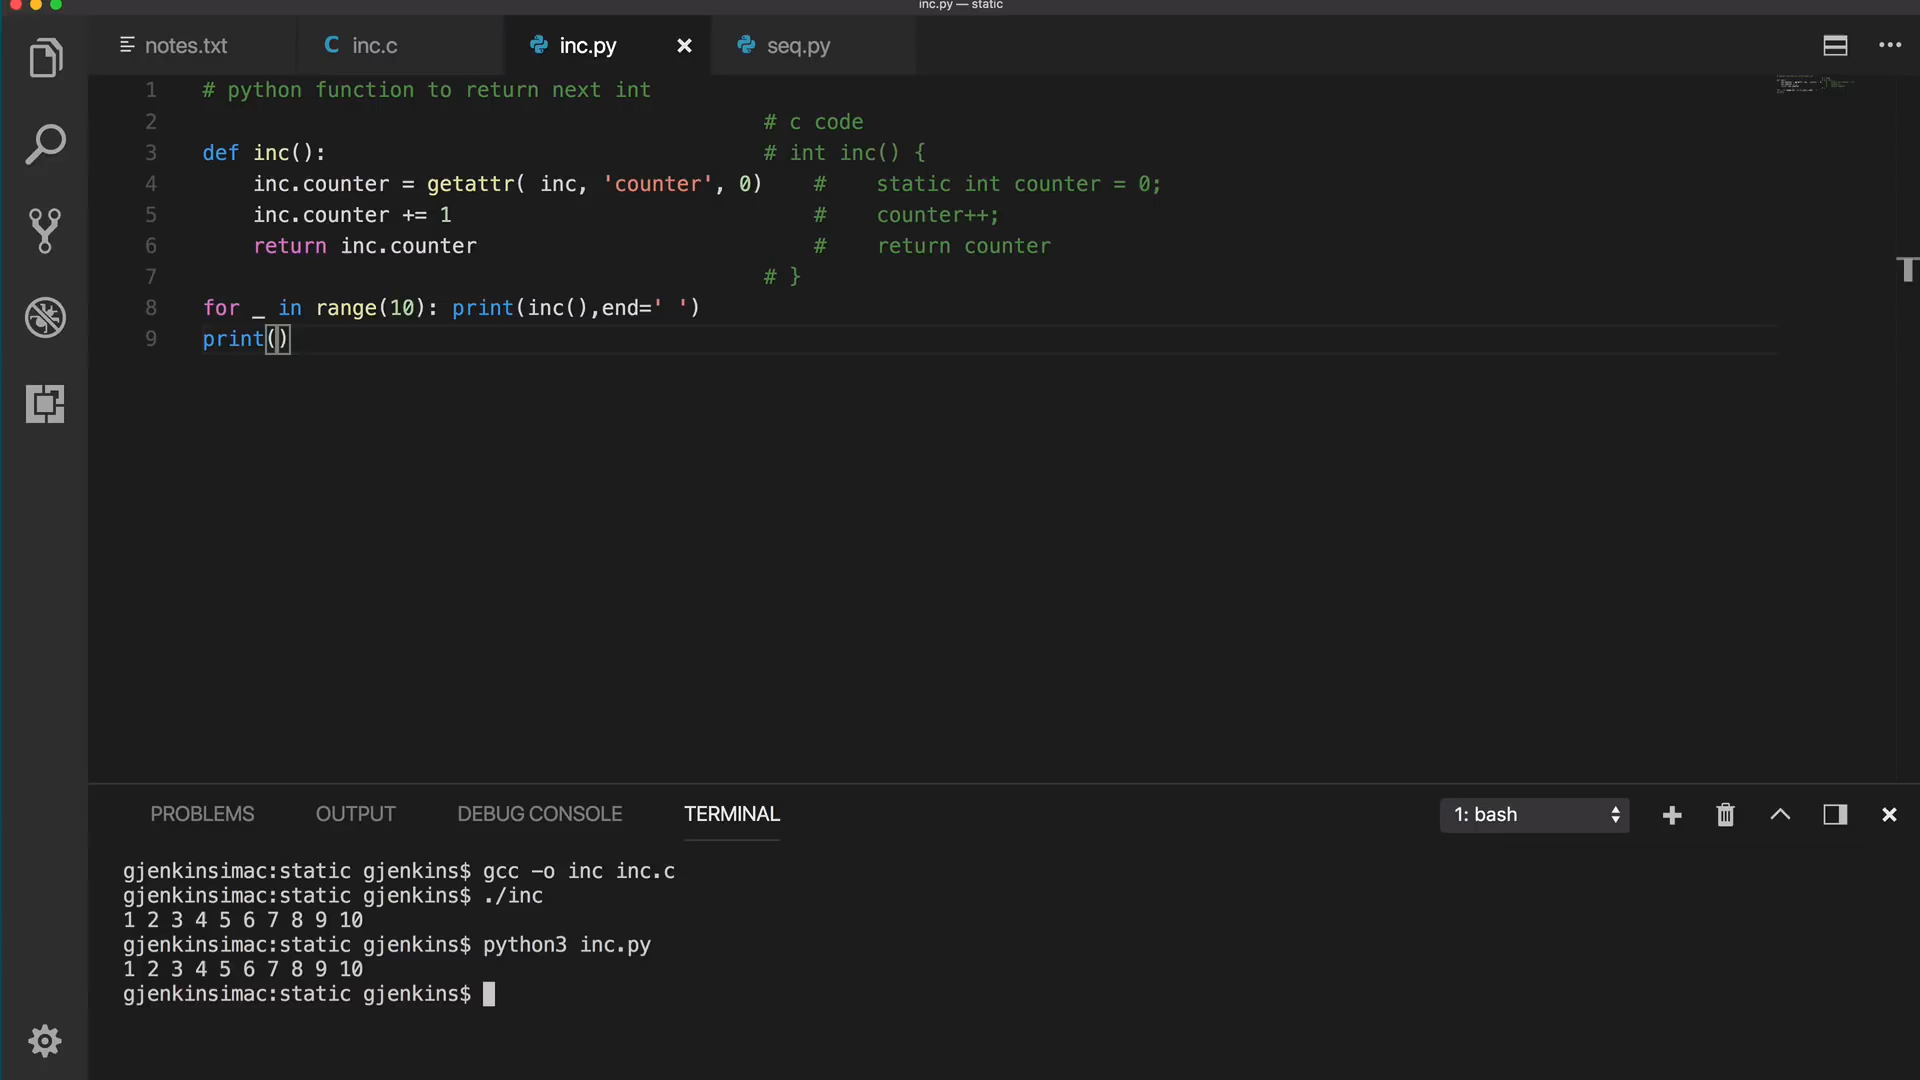 inc.py — static
notes.txt
C inc.c
inc.py
seq.py
1 # python function to return next int
2 # c code
3 def inc(): # int inc() {
4 inc.counter = getattr( inc, 'counter', 0) # static int counter = 0;
5 inc.counter += 1 # counter++;
6 return inc.counter # return counter
7 # }
8 for _ in range(10): print(inc(),end=' ')
9 print()
PROBLEMS OUTPUT DEBUG CONSOLE TERMINAL
1: bash
gjenkinsimac:static gjenkins$ gcc -o inc inc.c
gjenkinsimac:static gjenkins$ ./inc
1 2 3 4 5 6 7 8 9 10
gjenkinsimac:static gjenkins$ python3 inc.py
1 2 3 4 5 6 7 8 9 10
gjenkinsimac:static gjenkins$